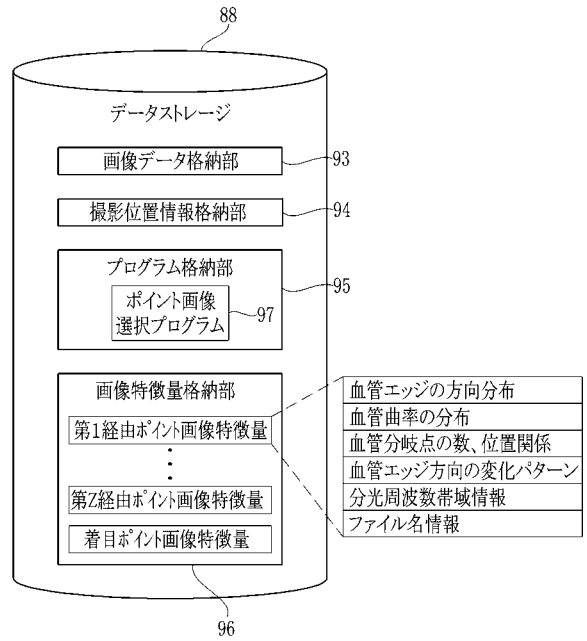 88
データストレージ
画像データ格納部
93
撮影位置情報格納部
94
プログラム格納部
95
ポイント画像
選択プログラム
97
画像特徴量格納部
第1経由ポイント画像特徴量
第Z経由ポイント画像特徴量
着目ポイント画像特徴量
96
血管エッジの方向分布
血管曲率の分布
血管分岐点の数、位置関係
血管エッジ方向の変化パターン
分光周波数帯域情報
ファイル名情報